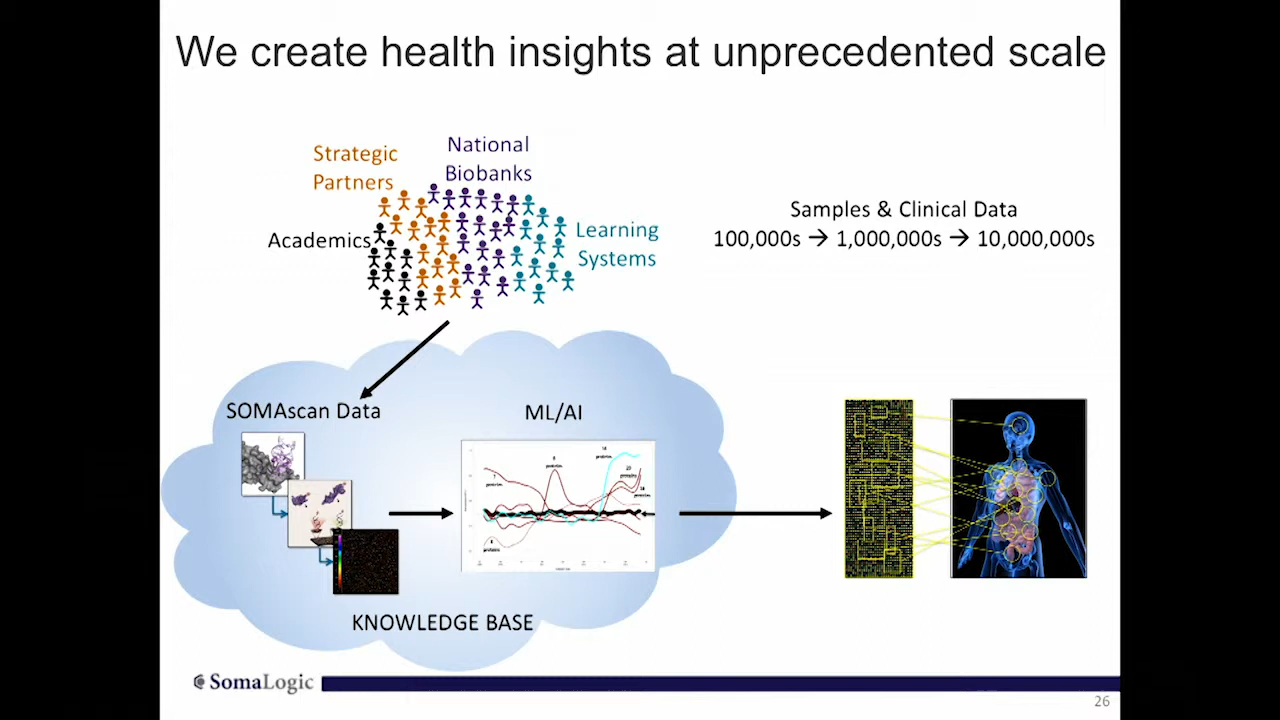 We create health insights at unprecedented scale
Strategic
Partners
National
Biobanks
Academics
Learning
Systems
Samples & Clinical Data
100,000s → 1,000,000s → 10,000,000s
SOMAscan Data
ML/AI
KNOWLEDGE BASE
SomaLogic
26